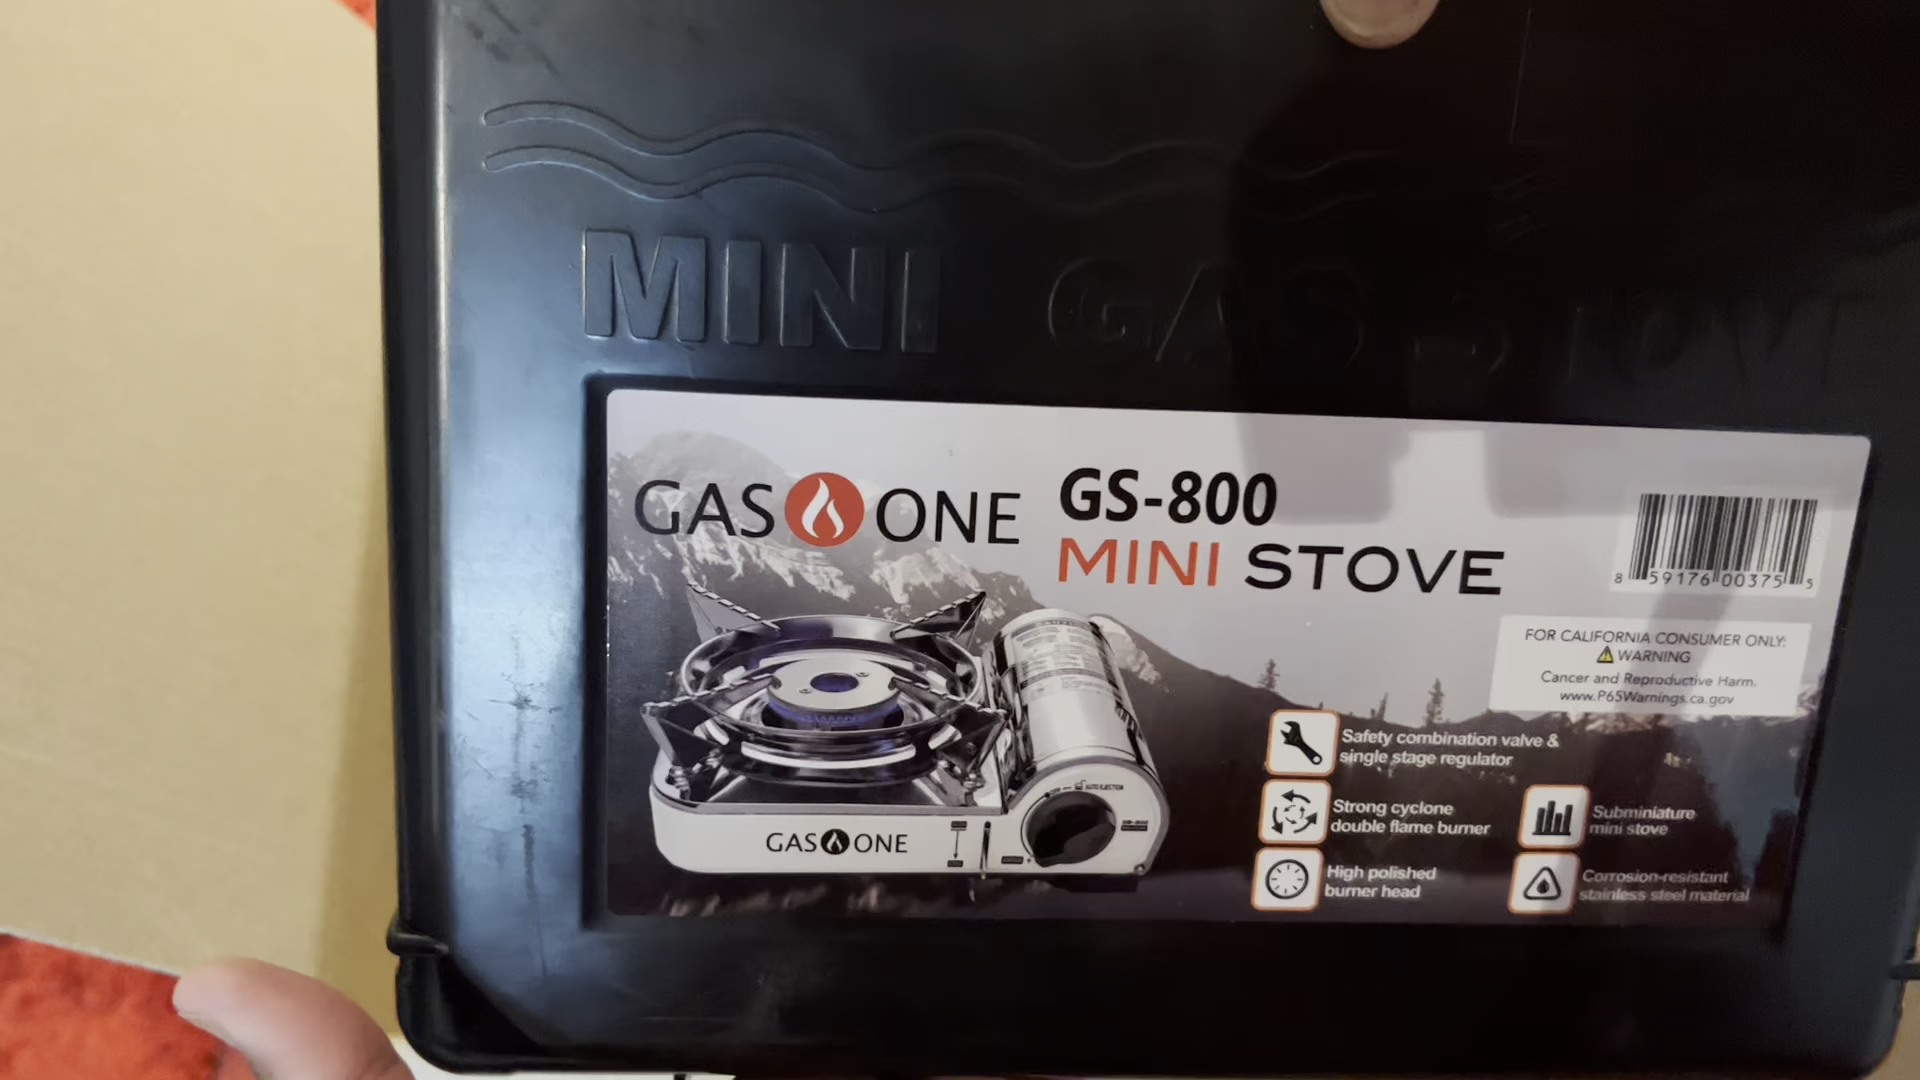 MINI GAS STOVE
GAS ONE
GS-800
MINI STOVE
8 59176 00375 5
FOR CALIFORNIA CONSUMER ONLY:
WARNING
Cancer and Reproductive Harm.
www.P65Warnings.ca.gov
Safety combination valve &
single stage regulator
Strong cyclone
double flame burner
High polished
burner head
Subminiature
mini stove
Corrosion-resistant
stainless steel material
GAS ONE
AUTO EJECTION